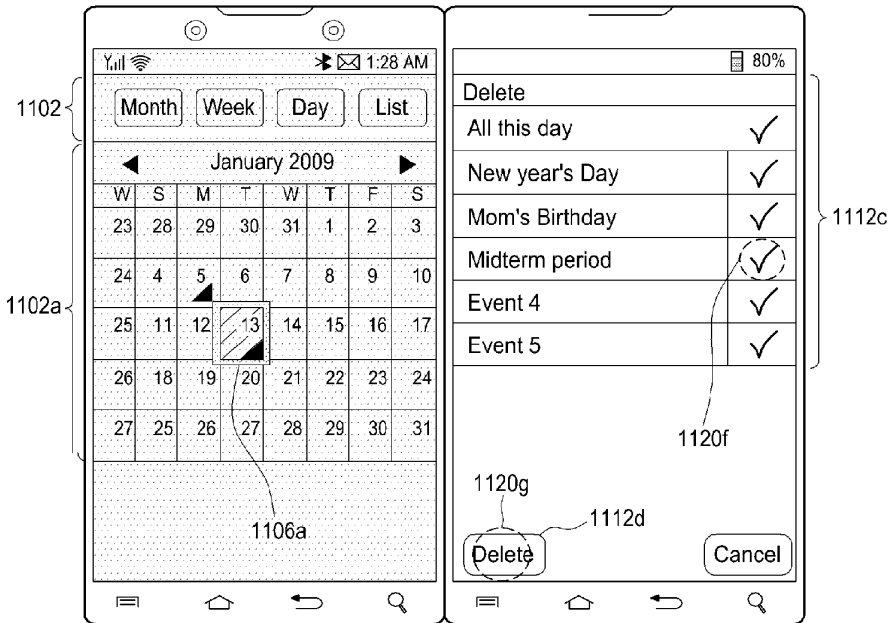 1:28 AM
1102
Month Week Day List
January 2009
W S M T W T F S
23 28 29 30 31 1 2 3
24 4 5 6 7 8 9 10
1102a
25 11 12 13 14 15 16 17
26 18 19 20 21 22 23 24
27 25 26 27 28 29 30 31
1106a
80%
Delete
All this day
New year's Day
Mom's Birthday
1112c
Midterm period
Event 4
Event 5
1120f
1120g
1112d
Delete Cancel